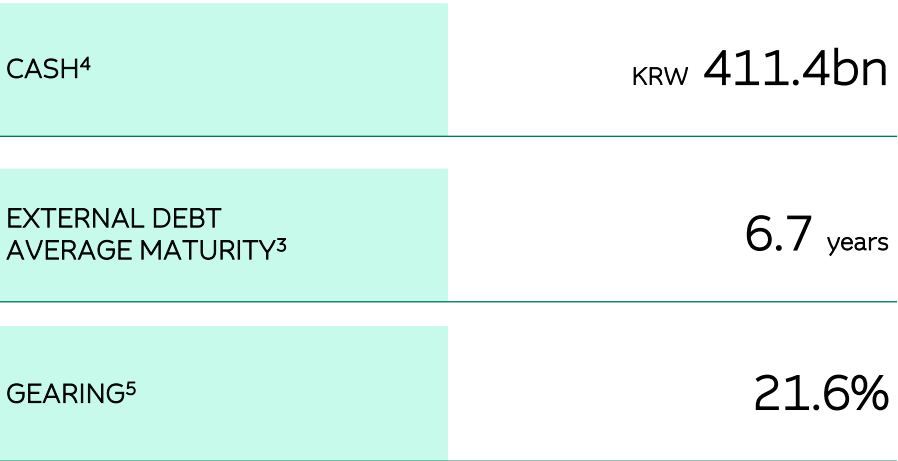 CASH⁴
KRW 411.4bn
EXTERNAL DEBT
AVERAGE MATURITY³
6.7 years
GEARING⁵
21.6%